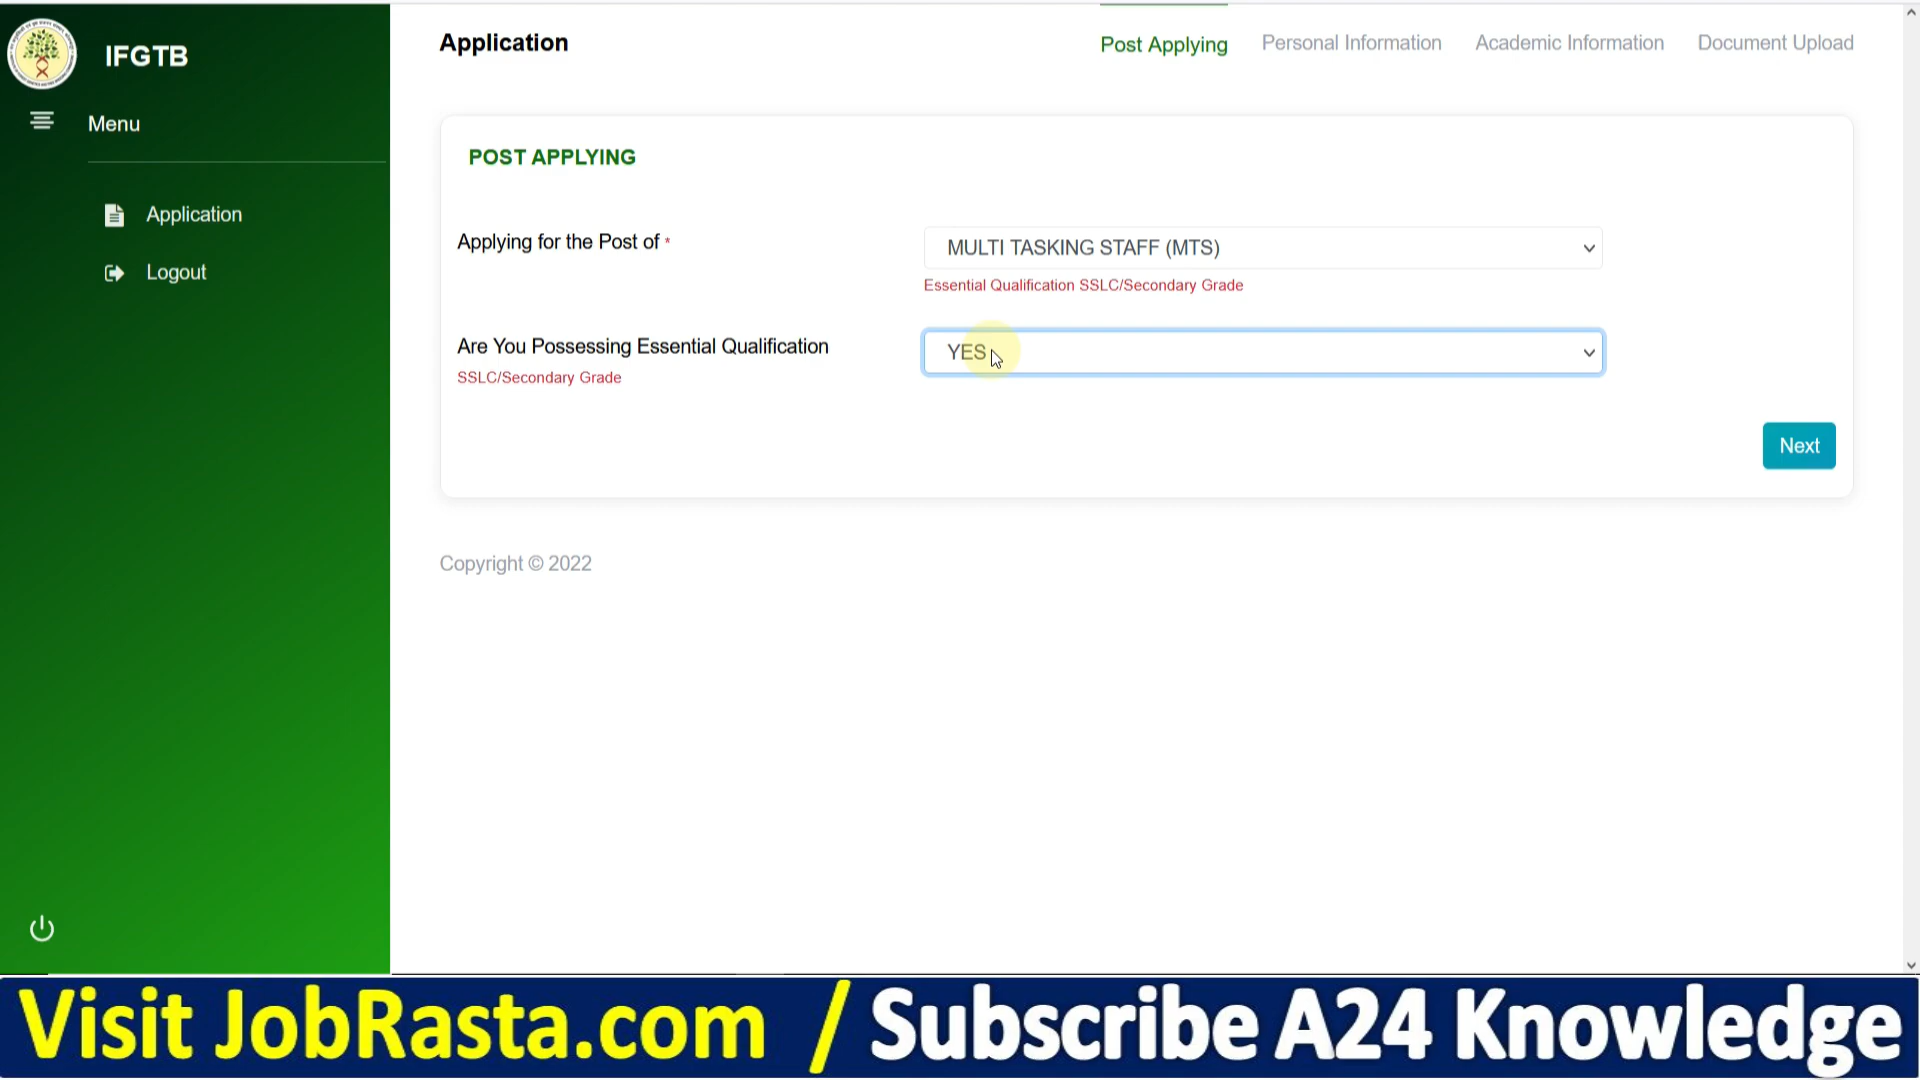 IFGTB
Menu
Application
Logout
Application
Post Applying
Personal Information
Academic Information
Document Upload
POST APPLYING
Applying for the Post of *
MULTI TASKING STAFF (MTS)
Essential Qualification SSLC/Secondary Grade
Are You Possessing Essential Qualification
SSLC/Secondary Grade
YES
Next
Copyright © 2022
Visit JobRasta.com / Subscribe A24 Knowledge